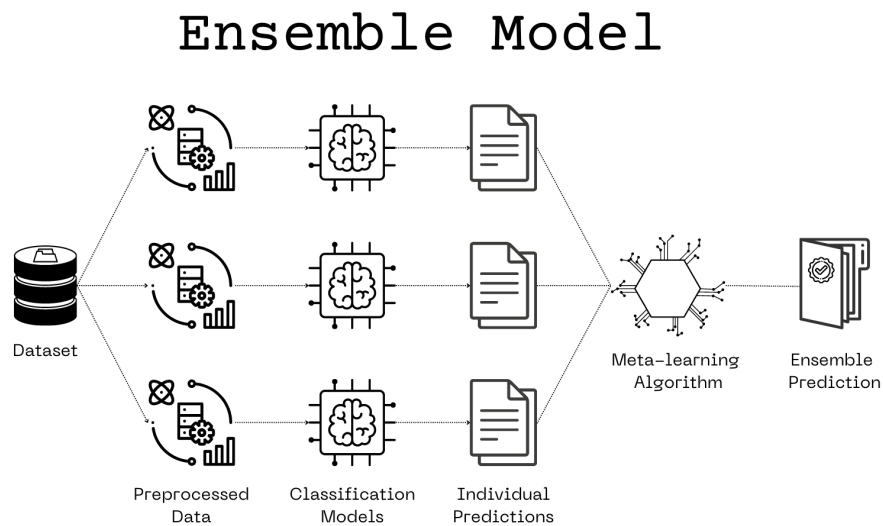 Ensemble Model
Dataset
Meta-learning
Algorithm
Ensemble
Prediction
Preprocessed
Data
Classification
Models
Individual
Predictions